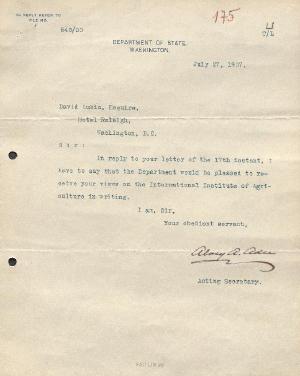 IN REPLY REFER TO
FILE NO.
175
DEPARTMENT OF STATE,
WASHINGTON.
July 27, 1907.
David Lubin, Esquire,
Hotel Raleigh,
Washington, D.C.
Sir:
In reply to your letter of the 17th instant, I
have to say that the Department would be pleased to re-
ceive your views on the International Institute of Agri-
culture in writing.
I am, Sir,
Your obedient servant,
Alvey A. Adee
Acting Secretary.